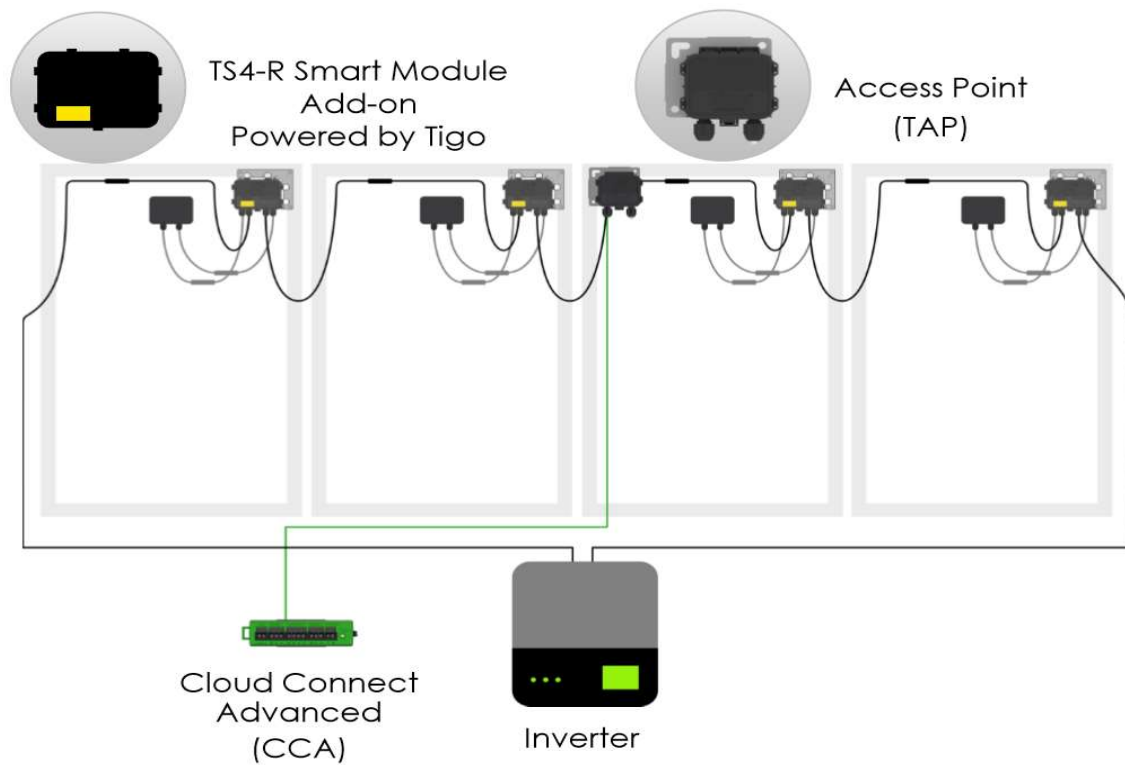 TS4-R Smart Module
Add-on
Powered by Tigo
Access Point
(TAP)
Cloud Connect
Advanced
(CCA)
Inverter